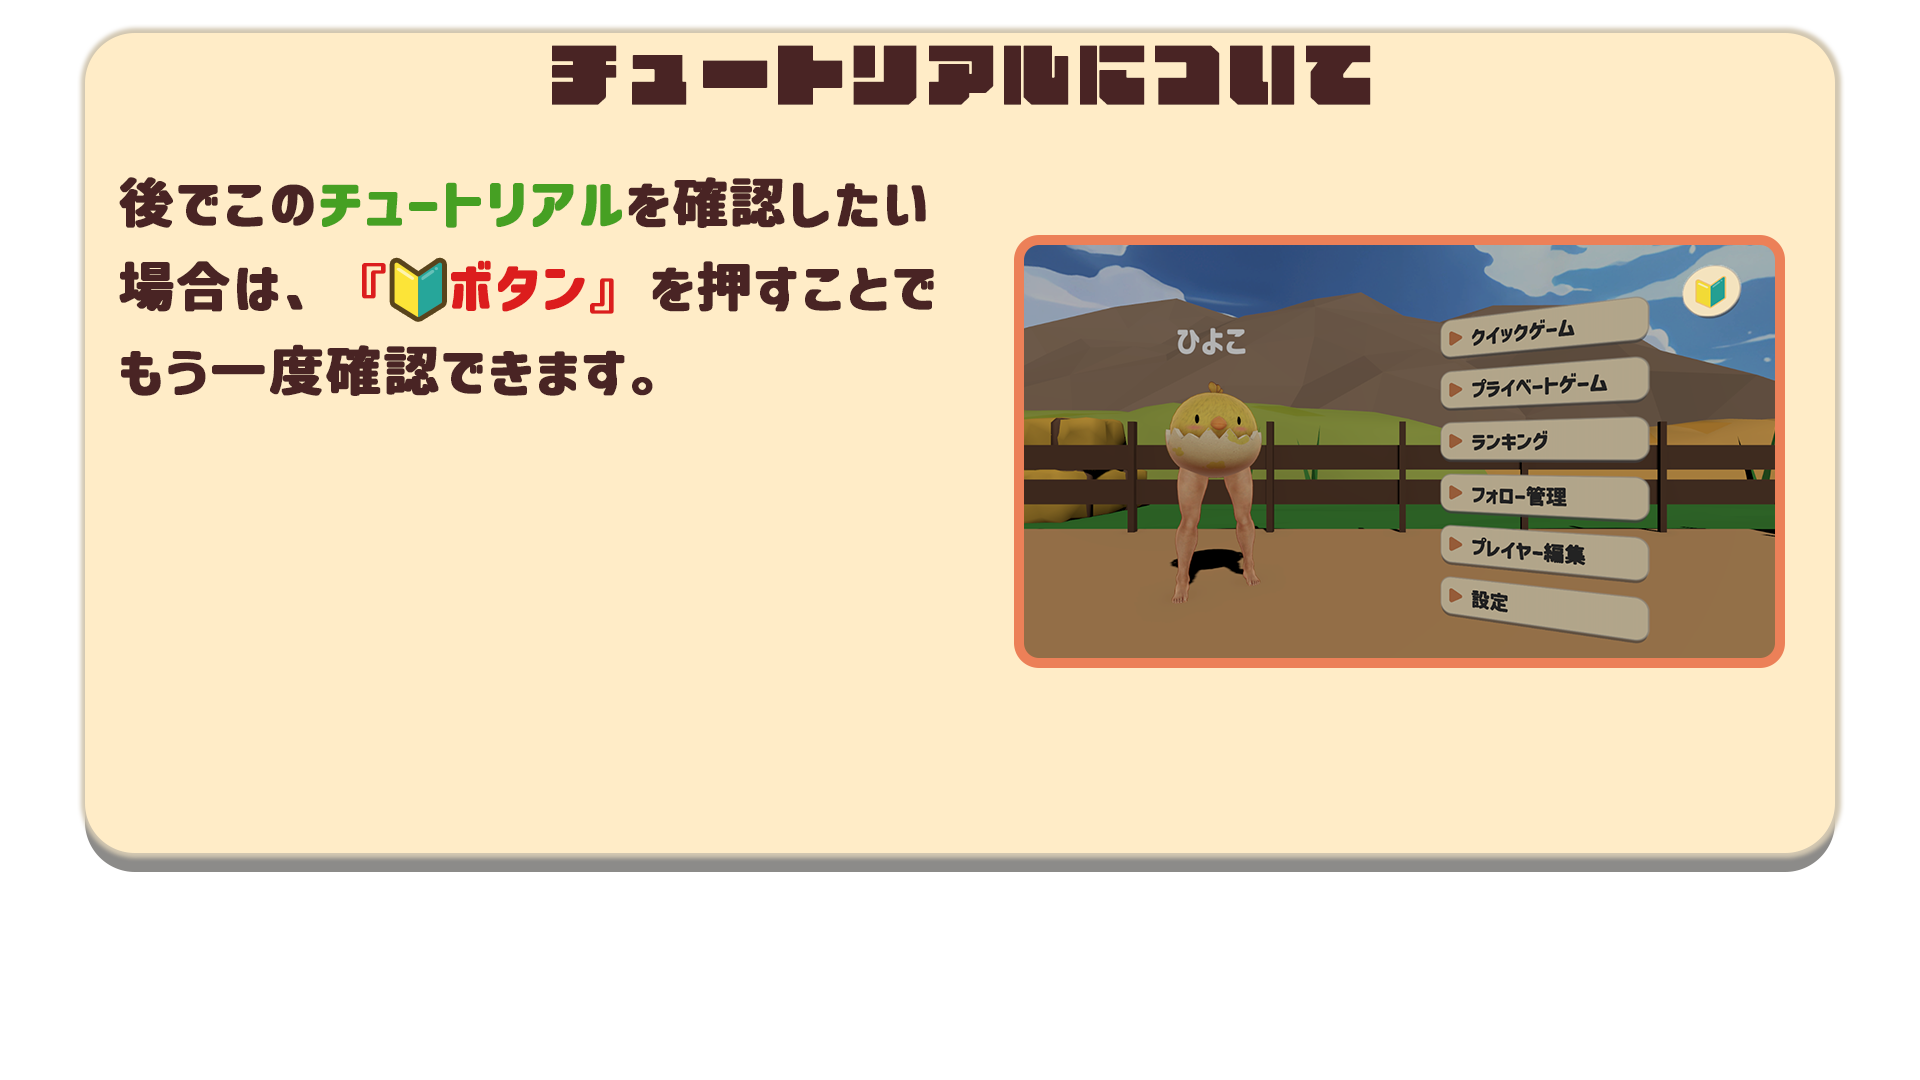 チュートリアルについて
後でこのチュートリアルを確認したい
場合は、『🔰ボタン』を押すことで
もう一度確認できます。
ひよこ
クイックゲーム
プライベートゲーム
ランキング
フォロー管理
プレイヤー編集
設定